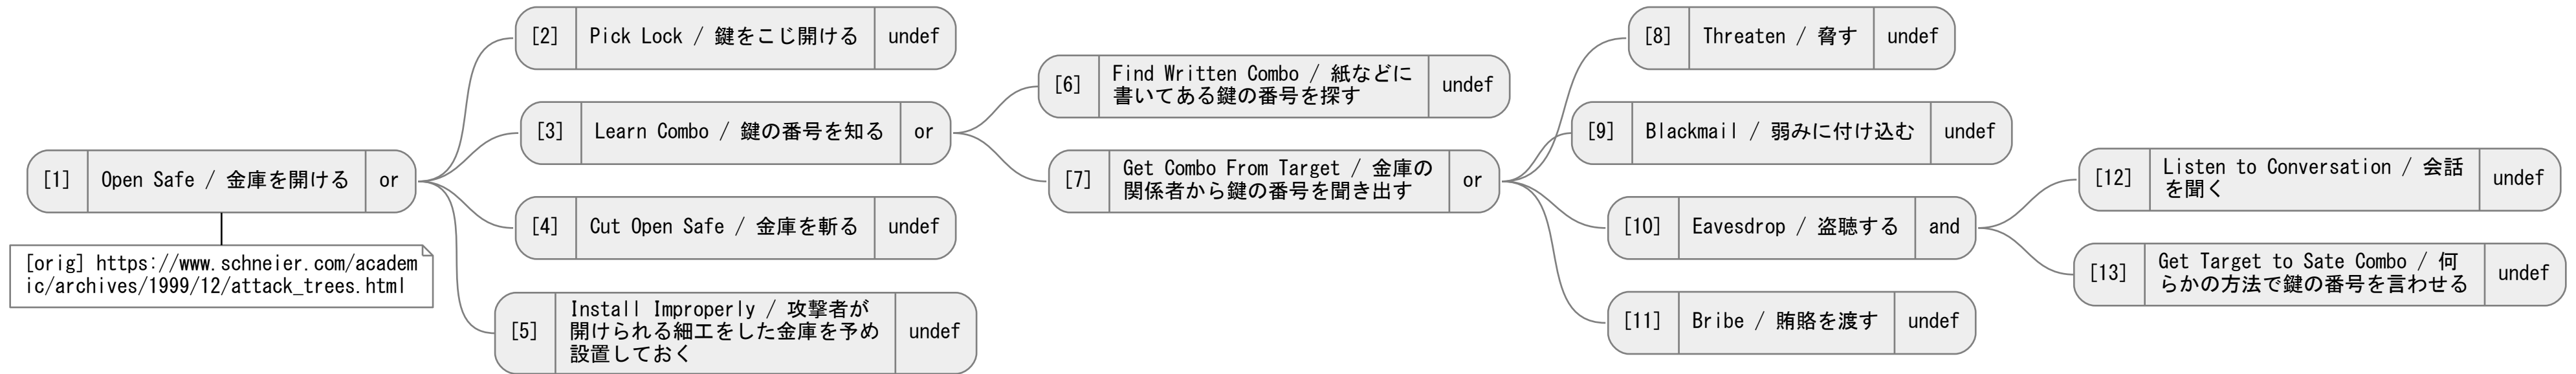 [1] Open Safe / 金庫を開ける or
[orig] https://www.schneier.com/academ
ic/archives/1999/12/attack_trees.html
[2] Pick Lock / 鍵をこじ開ける undef
[3] Learn Combo / 鍵の番号を知る or
[4] Cut Open Safe / 金庫を斬る undef
[5] Install Improperly / 攻撃者が
開けられる細工をした金庫を予め undef
設置しておく
[6] Find Written Combo / 紙などに
書いてある鍵の番号を探す undef
[7] Get Combo From Target / 金庫の
関係者から鍵の番号を聞き出す or
[8] Threaten / 脅す undef
[9] Blackmail / 弱みに付け込む undef
[10] Eavesdrop / 盗聴する and
[11] Bribe / 賄賂を渡す undef
[12] Listen to Conversation / 会話
を聞く undef
[13] Get Target to Sate Combo / 何
らかの方法で鍵の番号を言わせる undef